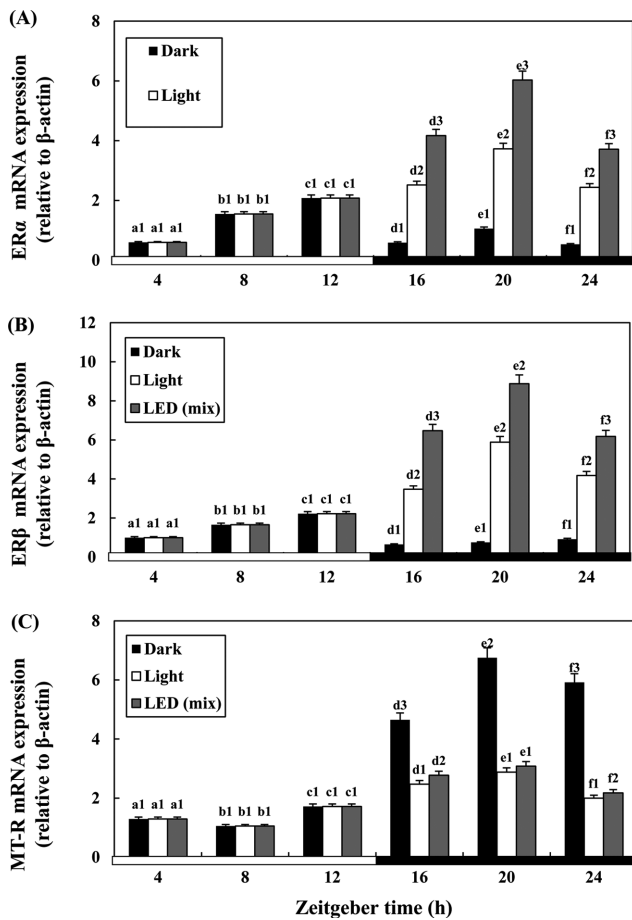 (A)
ERα mRNA expression
(relative to β-actin)
8
6
4
2
0
Dark
Light
a1 a1 a1
b1 b1 b1
c1 c1 c1
d1
d2
d3
e1
e2
e3
f1
f2
f3
4 8 12 16 20 24
(B)
ERβ mRNA expression
(relative to β-actin)
12
10
8
6
4
2
0
Dark
Light
LED (mix)
a1 a1 a1
b1 b1 b1
c1 c1 c1
d1
d2
d3
e1
e2
e2
f1
f2
f3
4 8 12 16 20 24
(C)
MT-R mRNA expression
(relative to β-actin)
8
6
4
2
0
Dark
Light
LED (mix)
a1 a1 a1
b1 b1 b1
c1 c1 c1
d3
d1
d2
e2
e1
e1
f3
f1
f2
4 8 12 16 20 24
Zeitgeber time (h)